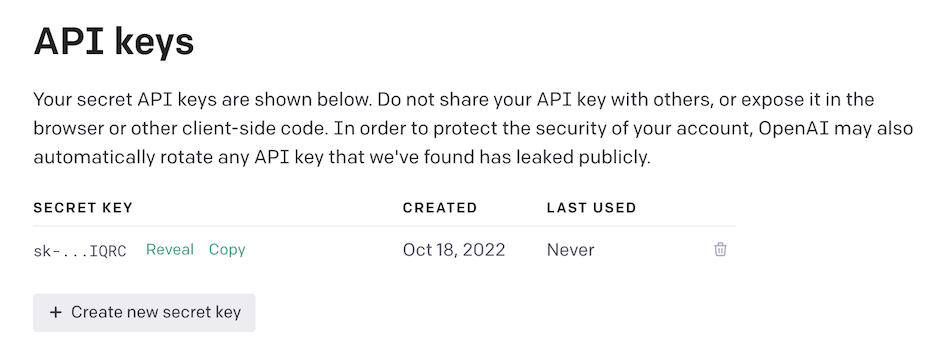 API keys
Your secret API keys are shown below. Do not share your API key with others, or expose it in the
browser or other client-side code. In order to protect the security of your account, OpenAI may also
automatically rotate any API key that we've found has leaked publicly.
SECRET KEY CREATED LAST USED
sk-...IQRC Reveal Copy Oct 18, 2022 Never
+ Create new secret key